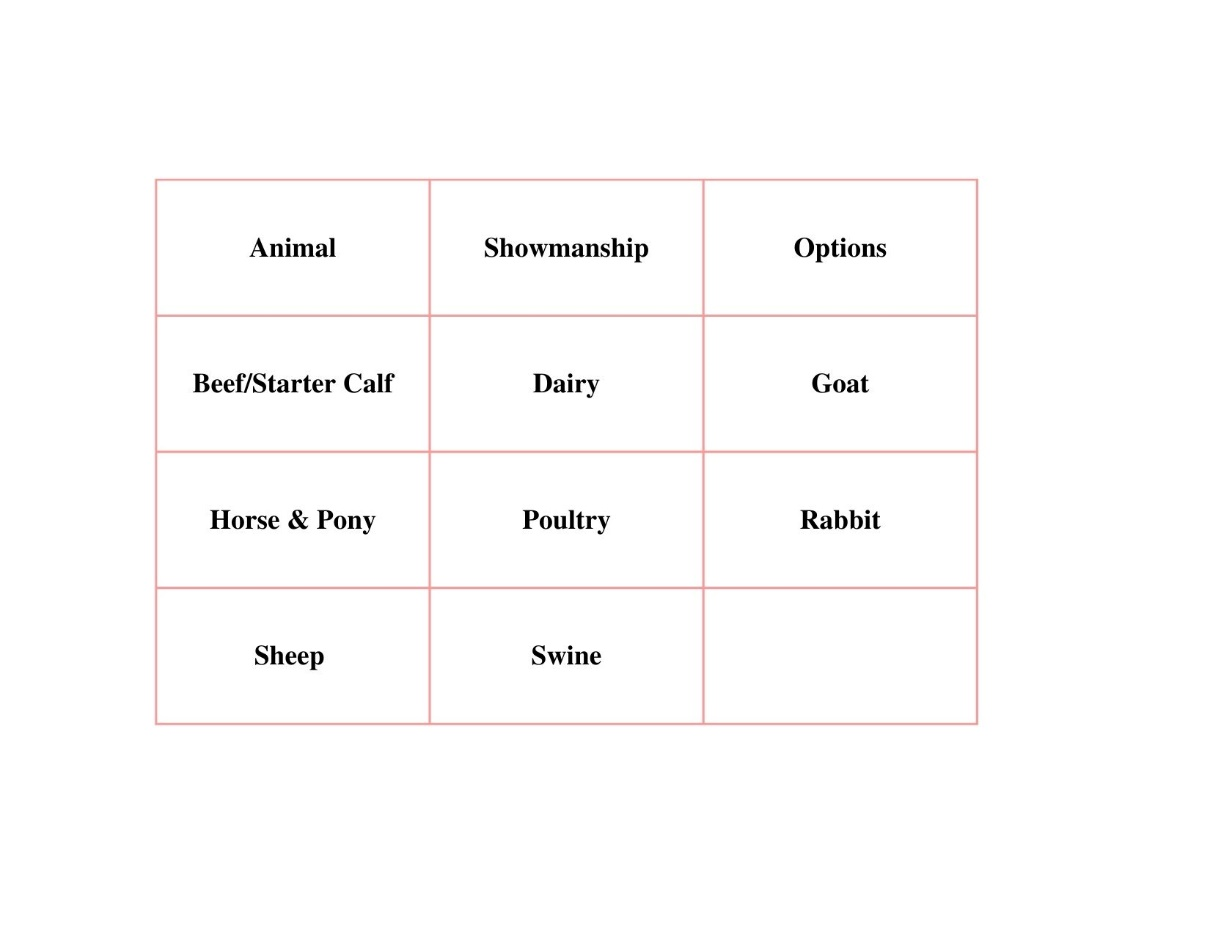 Animal Showmanship Options
Beef/Starter Calf Dairy Goat
Horse & Pony Poultry Rabbit
Sheep Swine